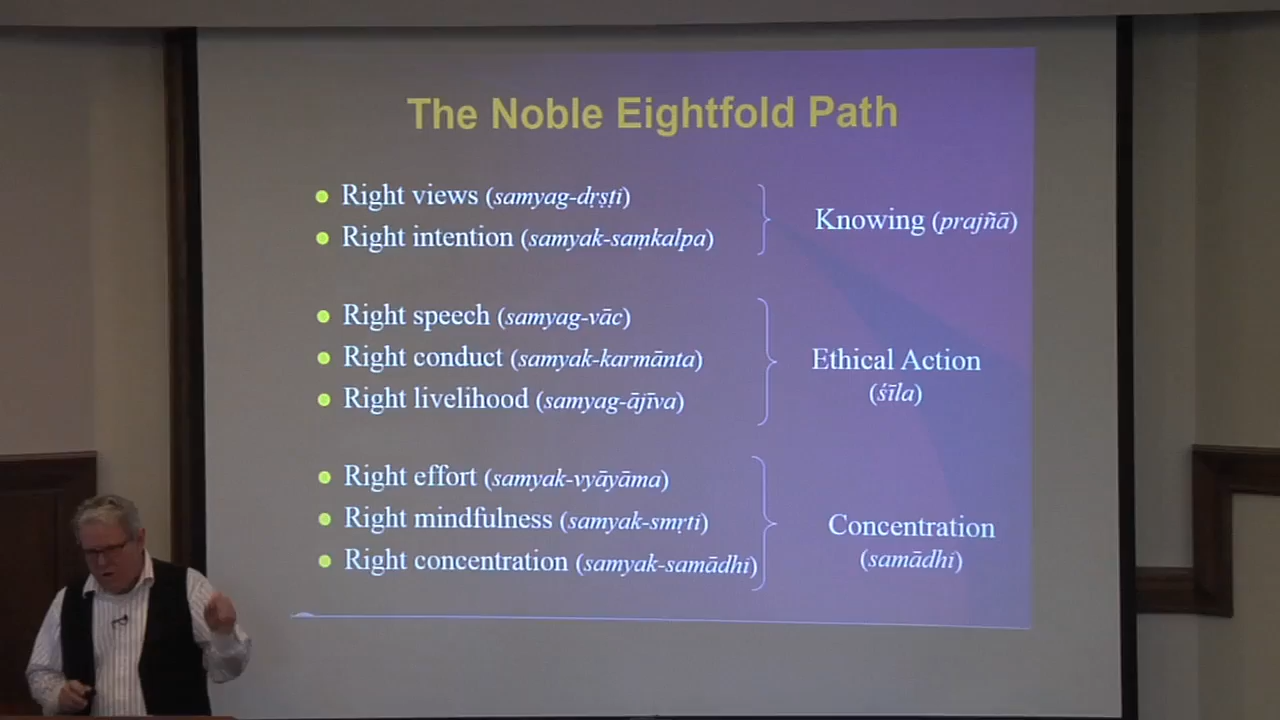 The Noble Eightfold Path
Right views (samyag-dṛṣṭi)
Right intention (samyak-saṃkalpa)
Knowing (prajñā)
Right speech (samyag-vāc)
Right conduct (samyak-karmānta)
Right livelihood (samyag-ājīva)
Ethical Action
(śīla)
Right effort (samyak-vyāyāma)
Right mindfulness (samyak-smṛti)
Right concentration (samyak-samādhi)
Concentration
(samādhi)